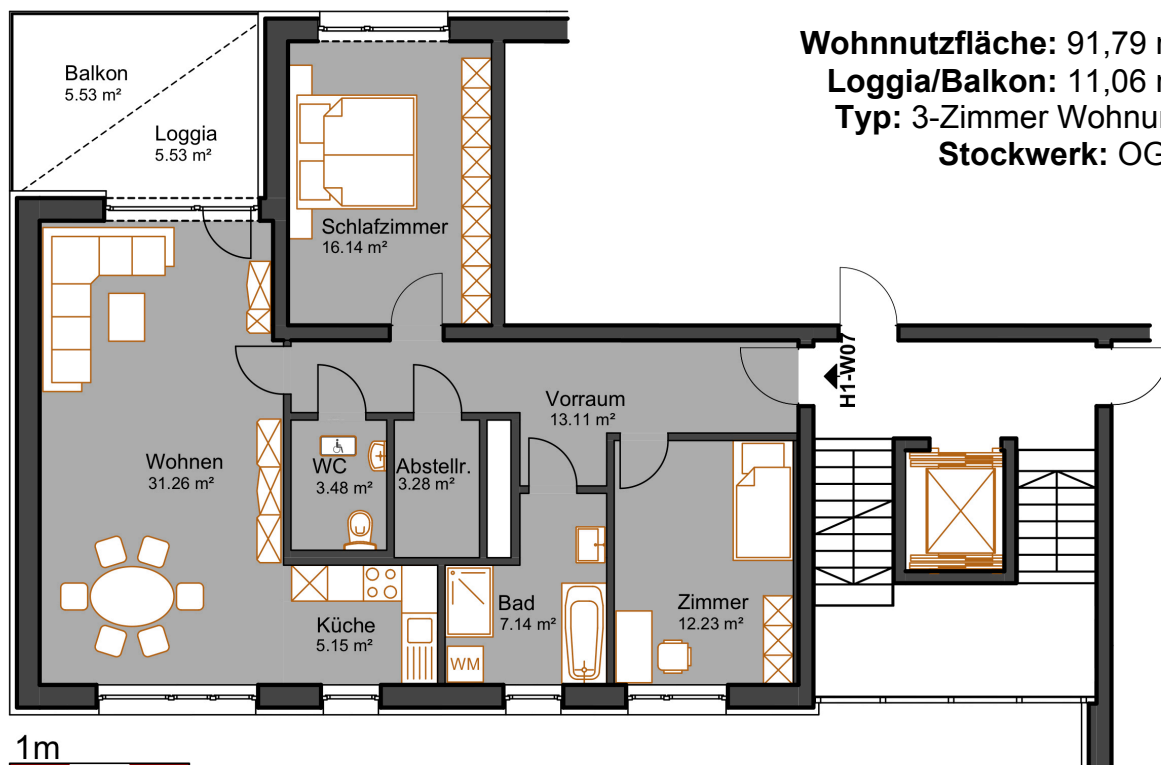 Wohnnutzfläche: 91,79
Loggia/Balkon: 11,06
Typ: 3-Zimmer
Stockwerk:
Balkon
5.53 m²
Loggia
5.53 m²
Schlafzimmer
16.14 m²
H1-W07
Vorraum
13.11 m²
Wohnen
31.26 m²
WC
3.48 m²
Abstellr.
3.28 m²
Küche
5.15 m²
Bad
7.14 m²
WM
Zimmer
12.23 m²
1m